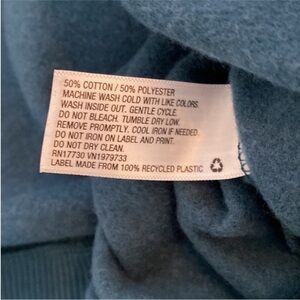 50% COTTON / 50% POLYESTER
MACHINE WASH COLD WITH LIKE COLORS.
WASH INSIDE OUT. GENTLE CYCLE.
DO NOT BLEACH. TUMBLE DRY LOW.
REMOVE PROMPTLY. COOL IRON IF NEEDED.
DO NOT IRON ON LABEL AND PRINT.
DO NOT DRY CLEAN.
RN17730 VN1979733
LABEL MADE FROM 100% RECYCLED PLASTIC